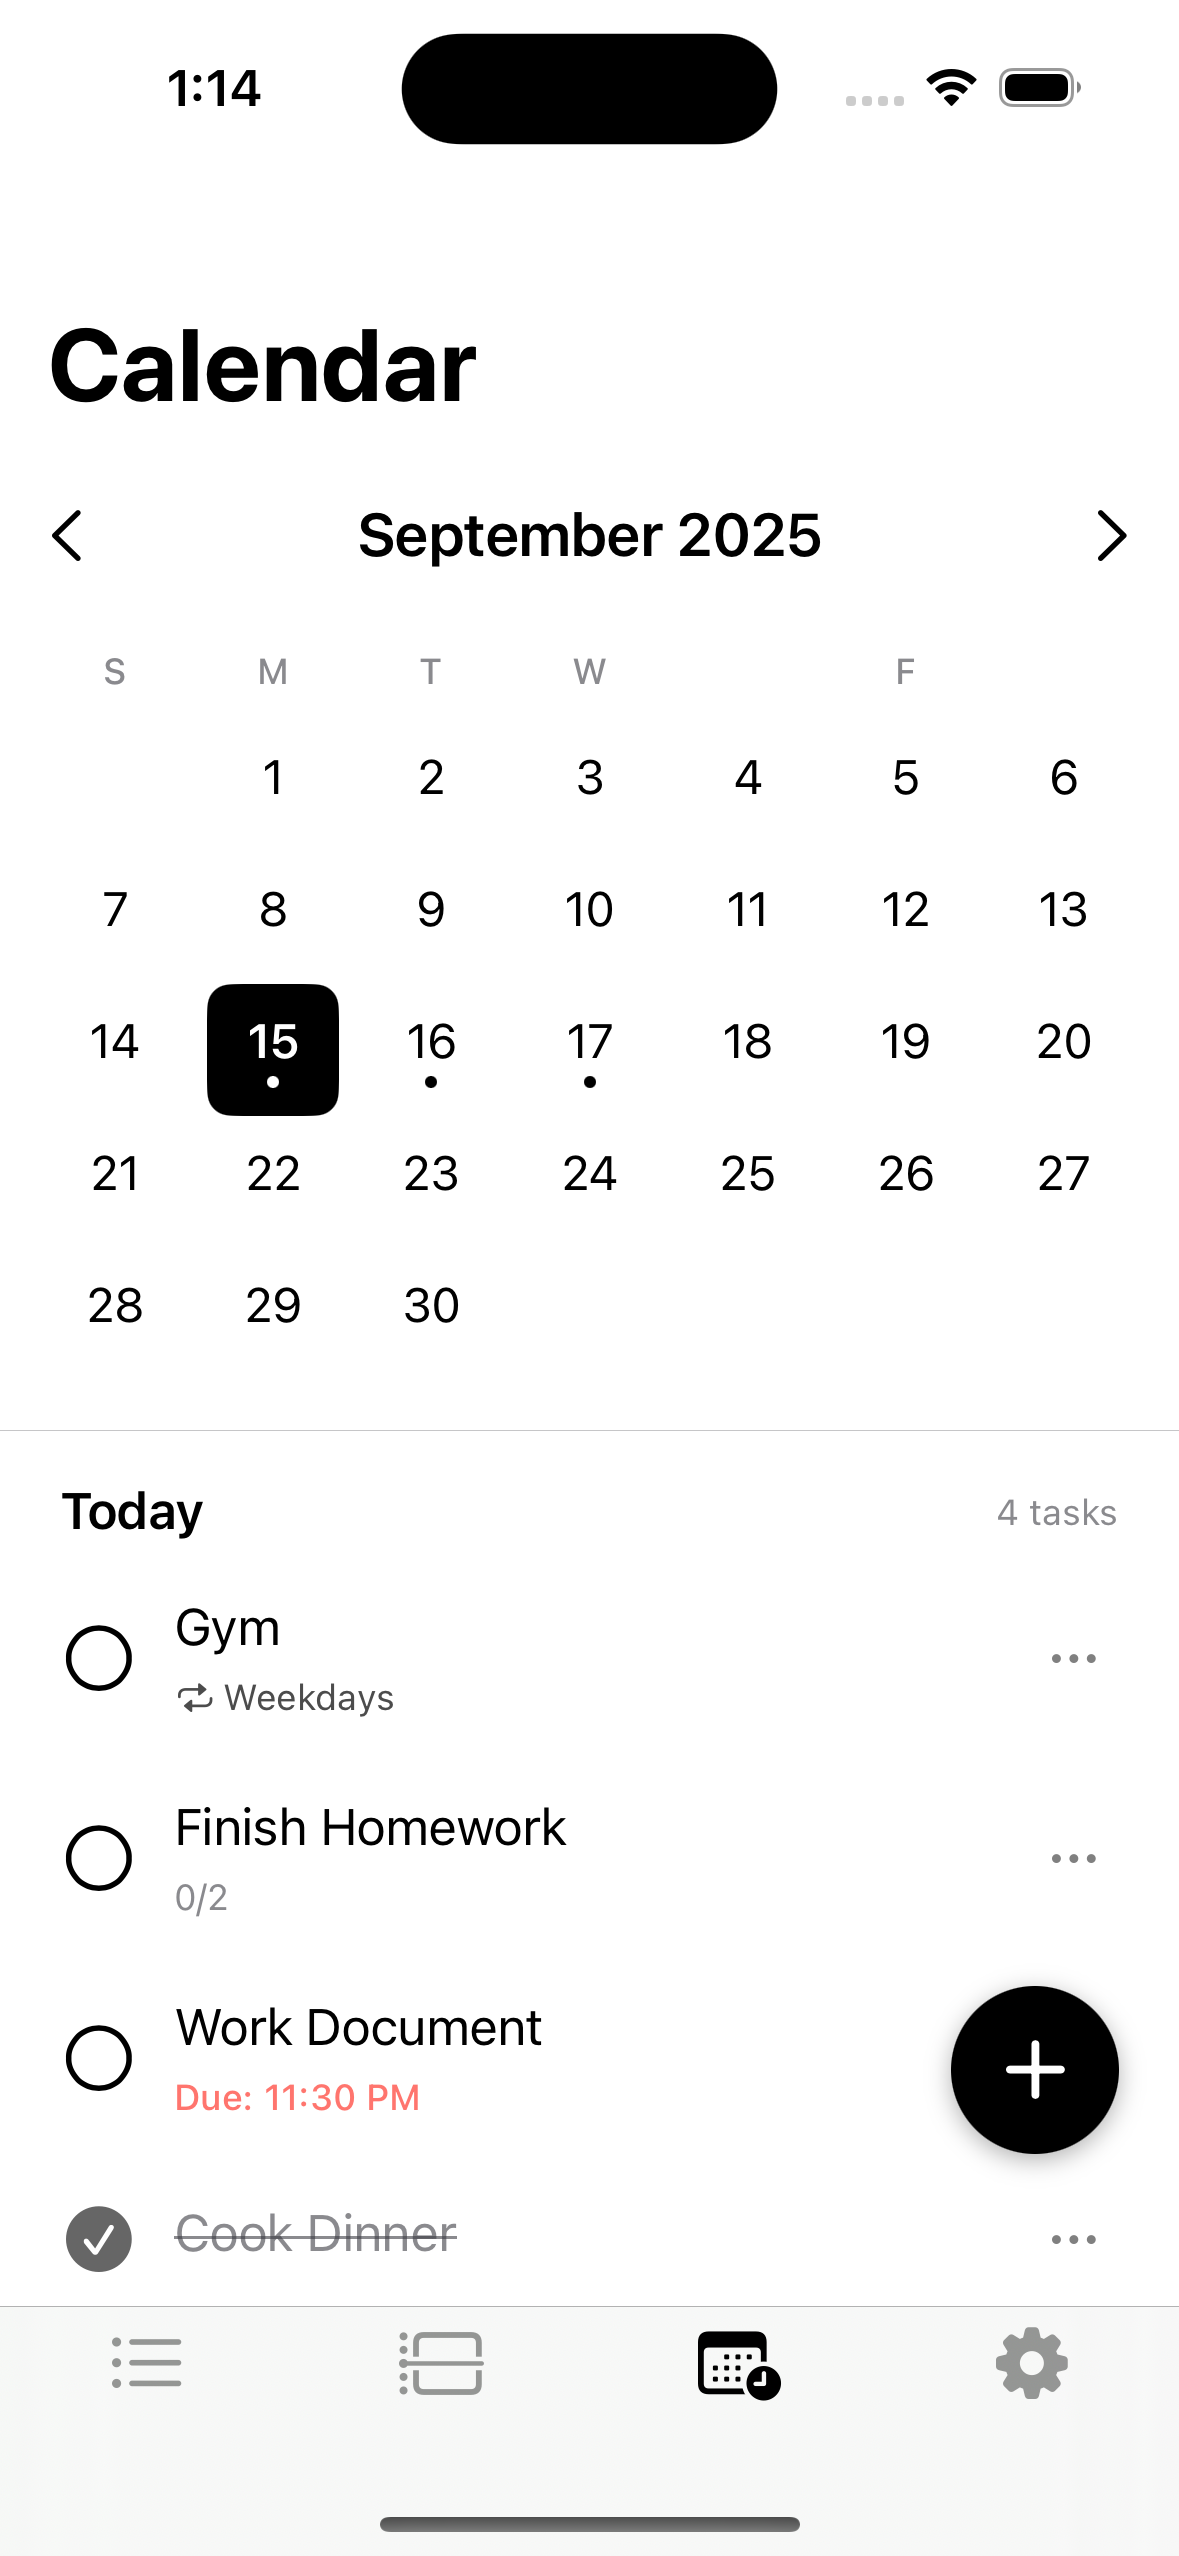 1:14
Calendar
September 2025
S M T W F
1 2 3 4 5 6
7 8 9 10 11 12 13
14 15 16 17 18 19 20
21 22 23 24 25 26 27
28 29 30
Today 4 tasks
Gym
Weekdays
Finish Homework
0/2
Work Document
Due: 11:30 PM
Cook Dinner